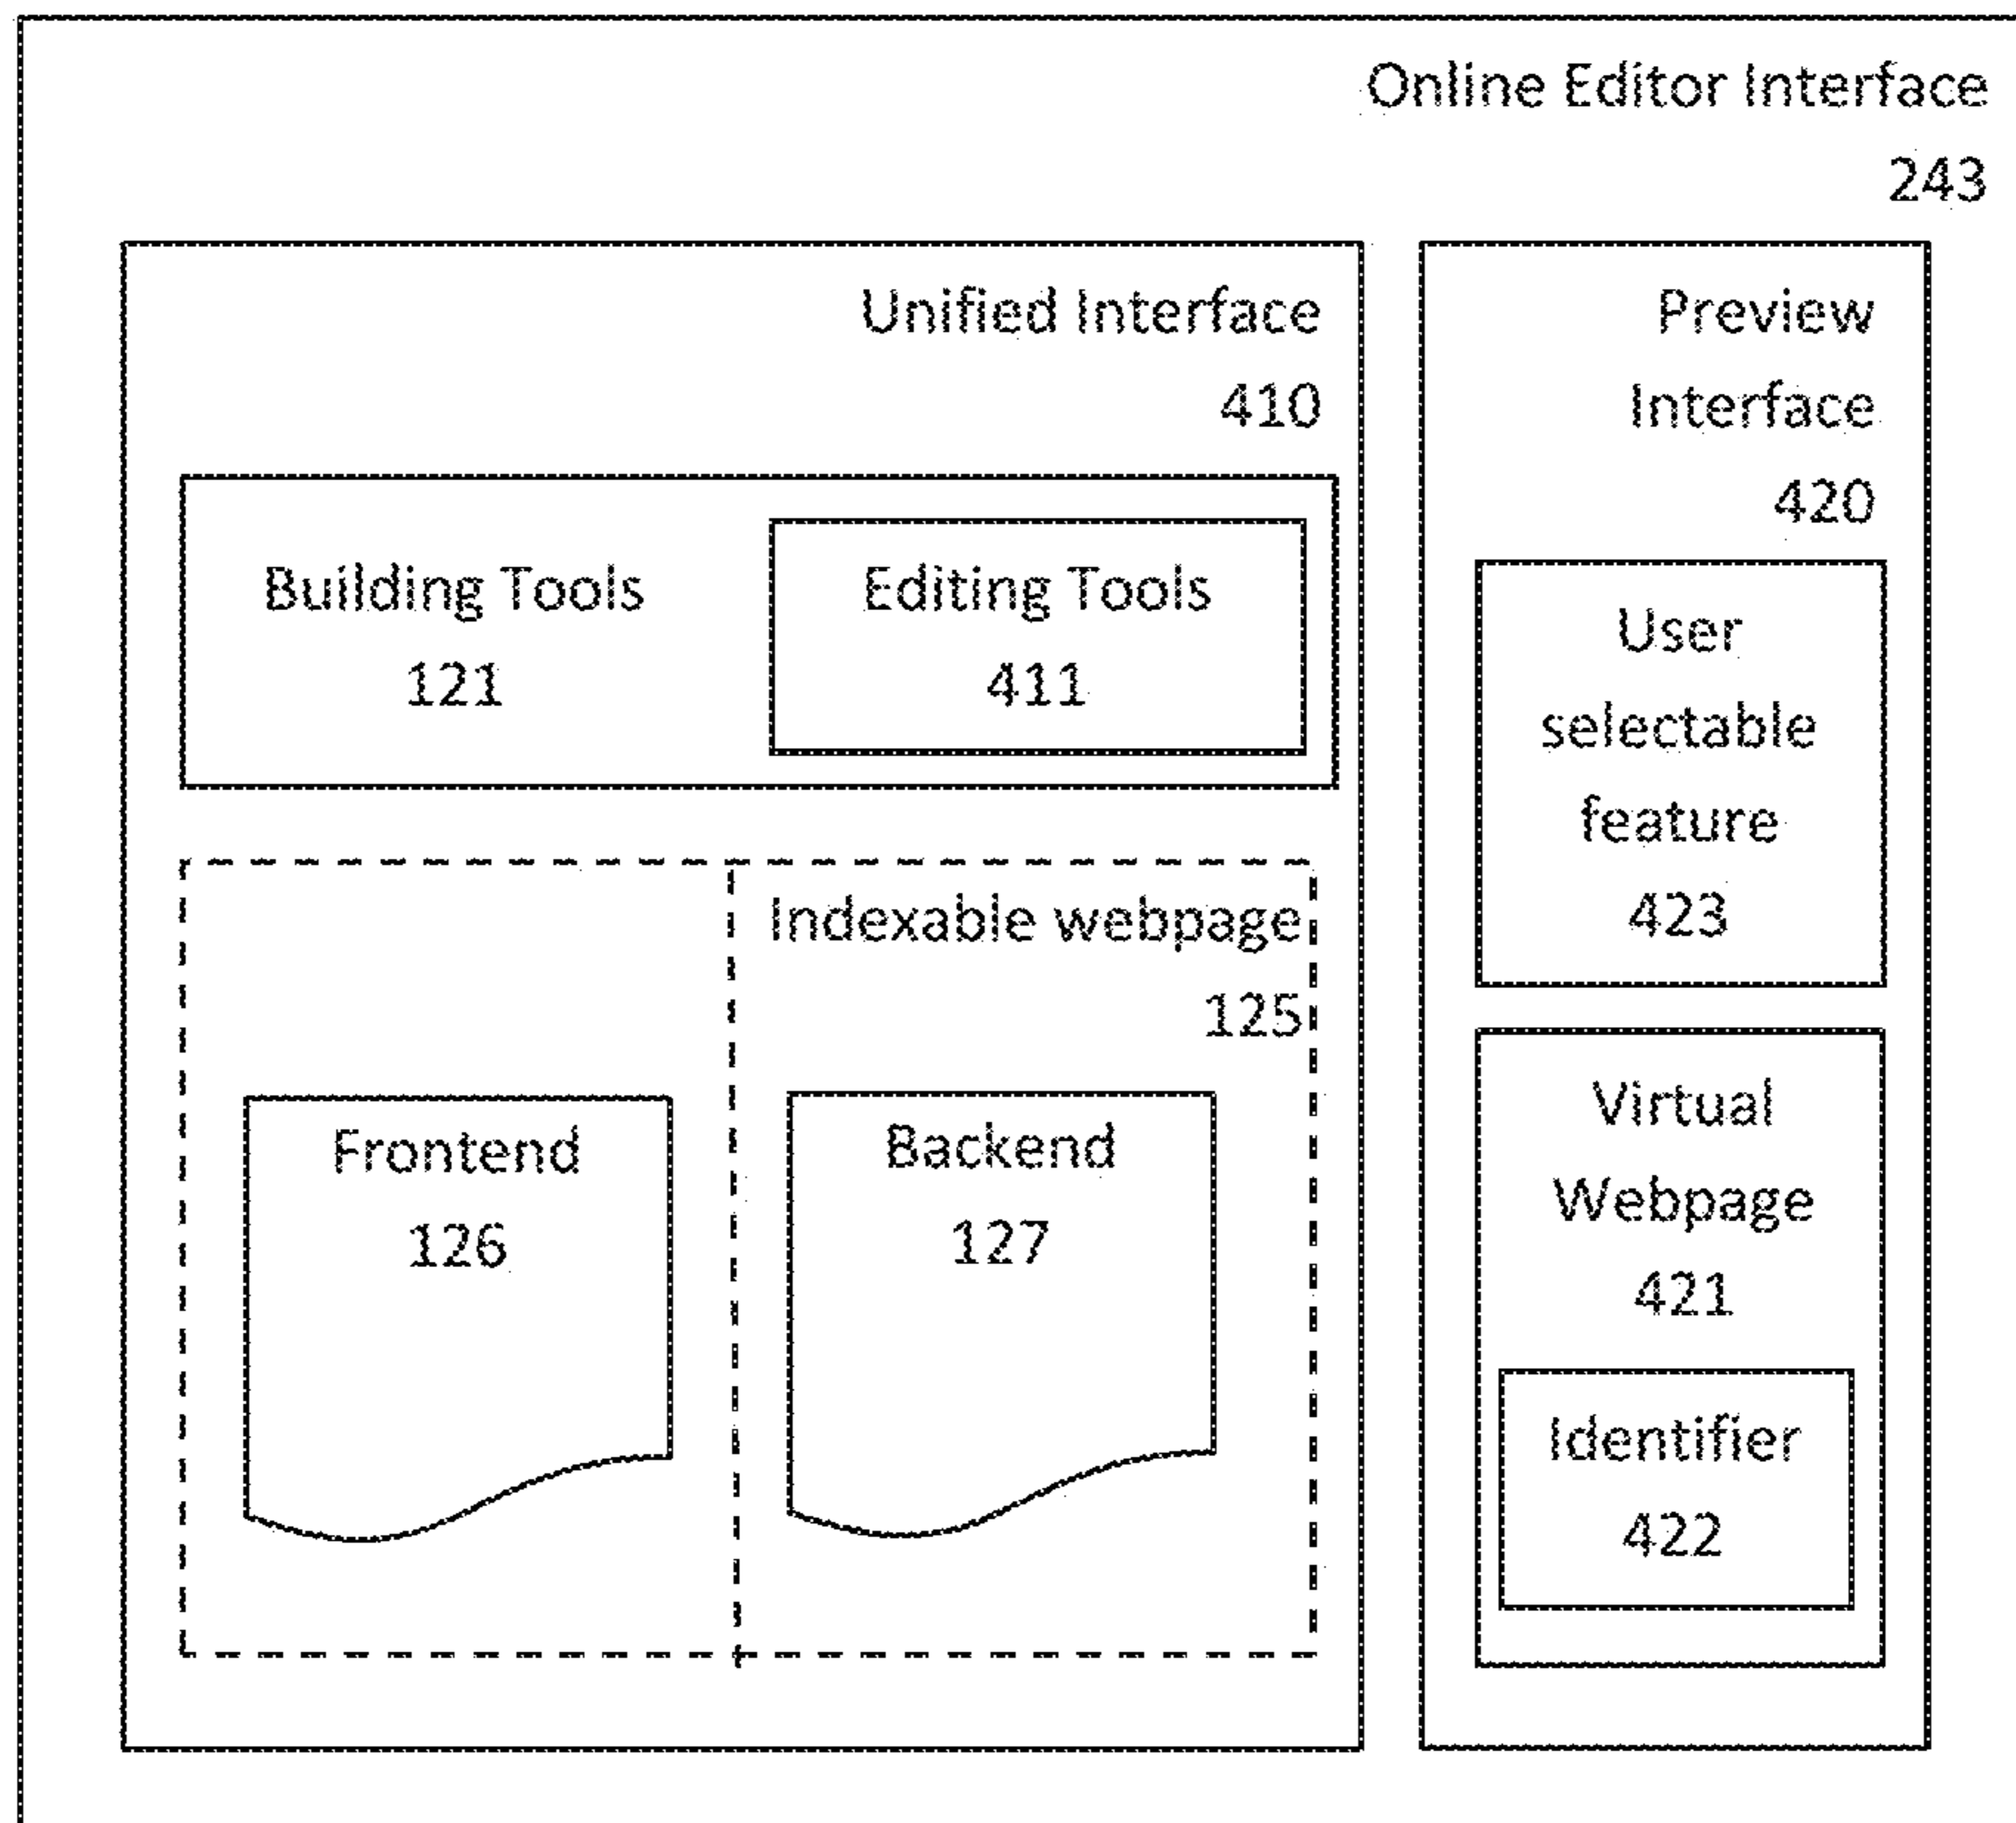 Online Editor Interface
243
Unified Interface
410
Building Tools
121
Editing Tools
411
Indexable webpage
125
Frontend
126
Backend
127
Preview
Interface
420
User
selectable
feature
423
Virtual
Webpage
421
Identifier
422